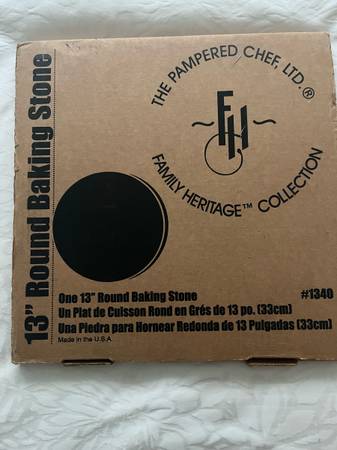 13" Round Baking Stone
THE PAMPERED CHEF, LTD.®
FH
FAMILY HERITAGE™ COLLECTION
One 13" Round Baking Stone #1340
Un Plat de Cuisson Rond en Grés de 13 po. (33cm)
Una Piedra para Hornear Redonda de 13 Pulgadas (33cm)
Made in the U.S.A.